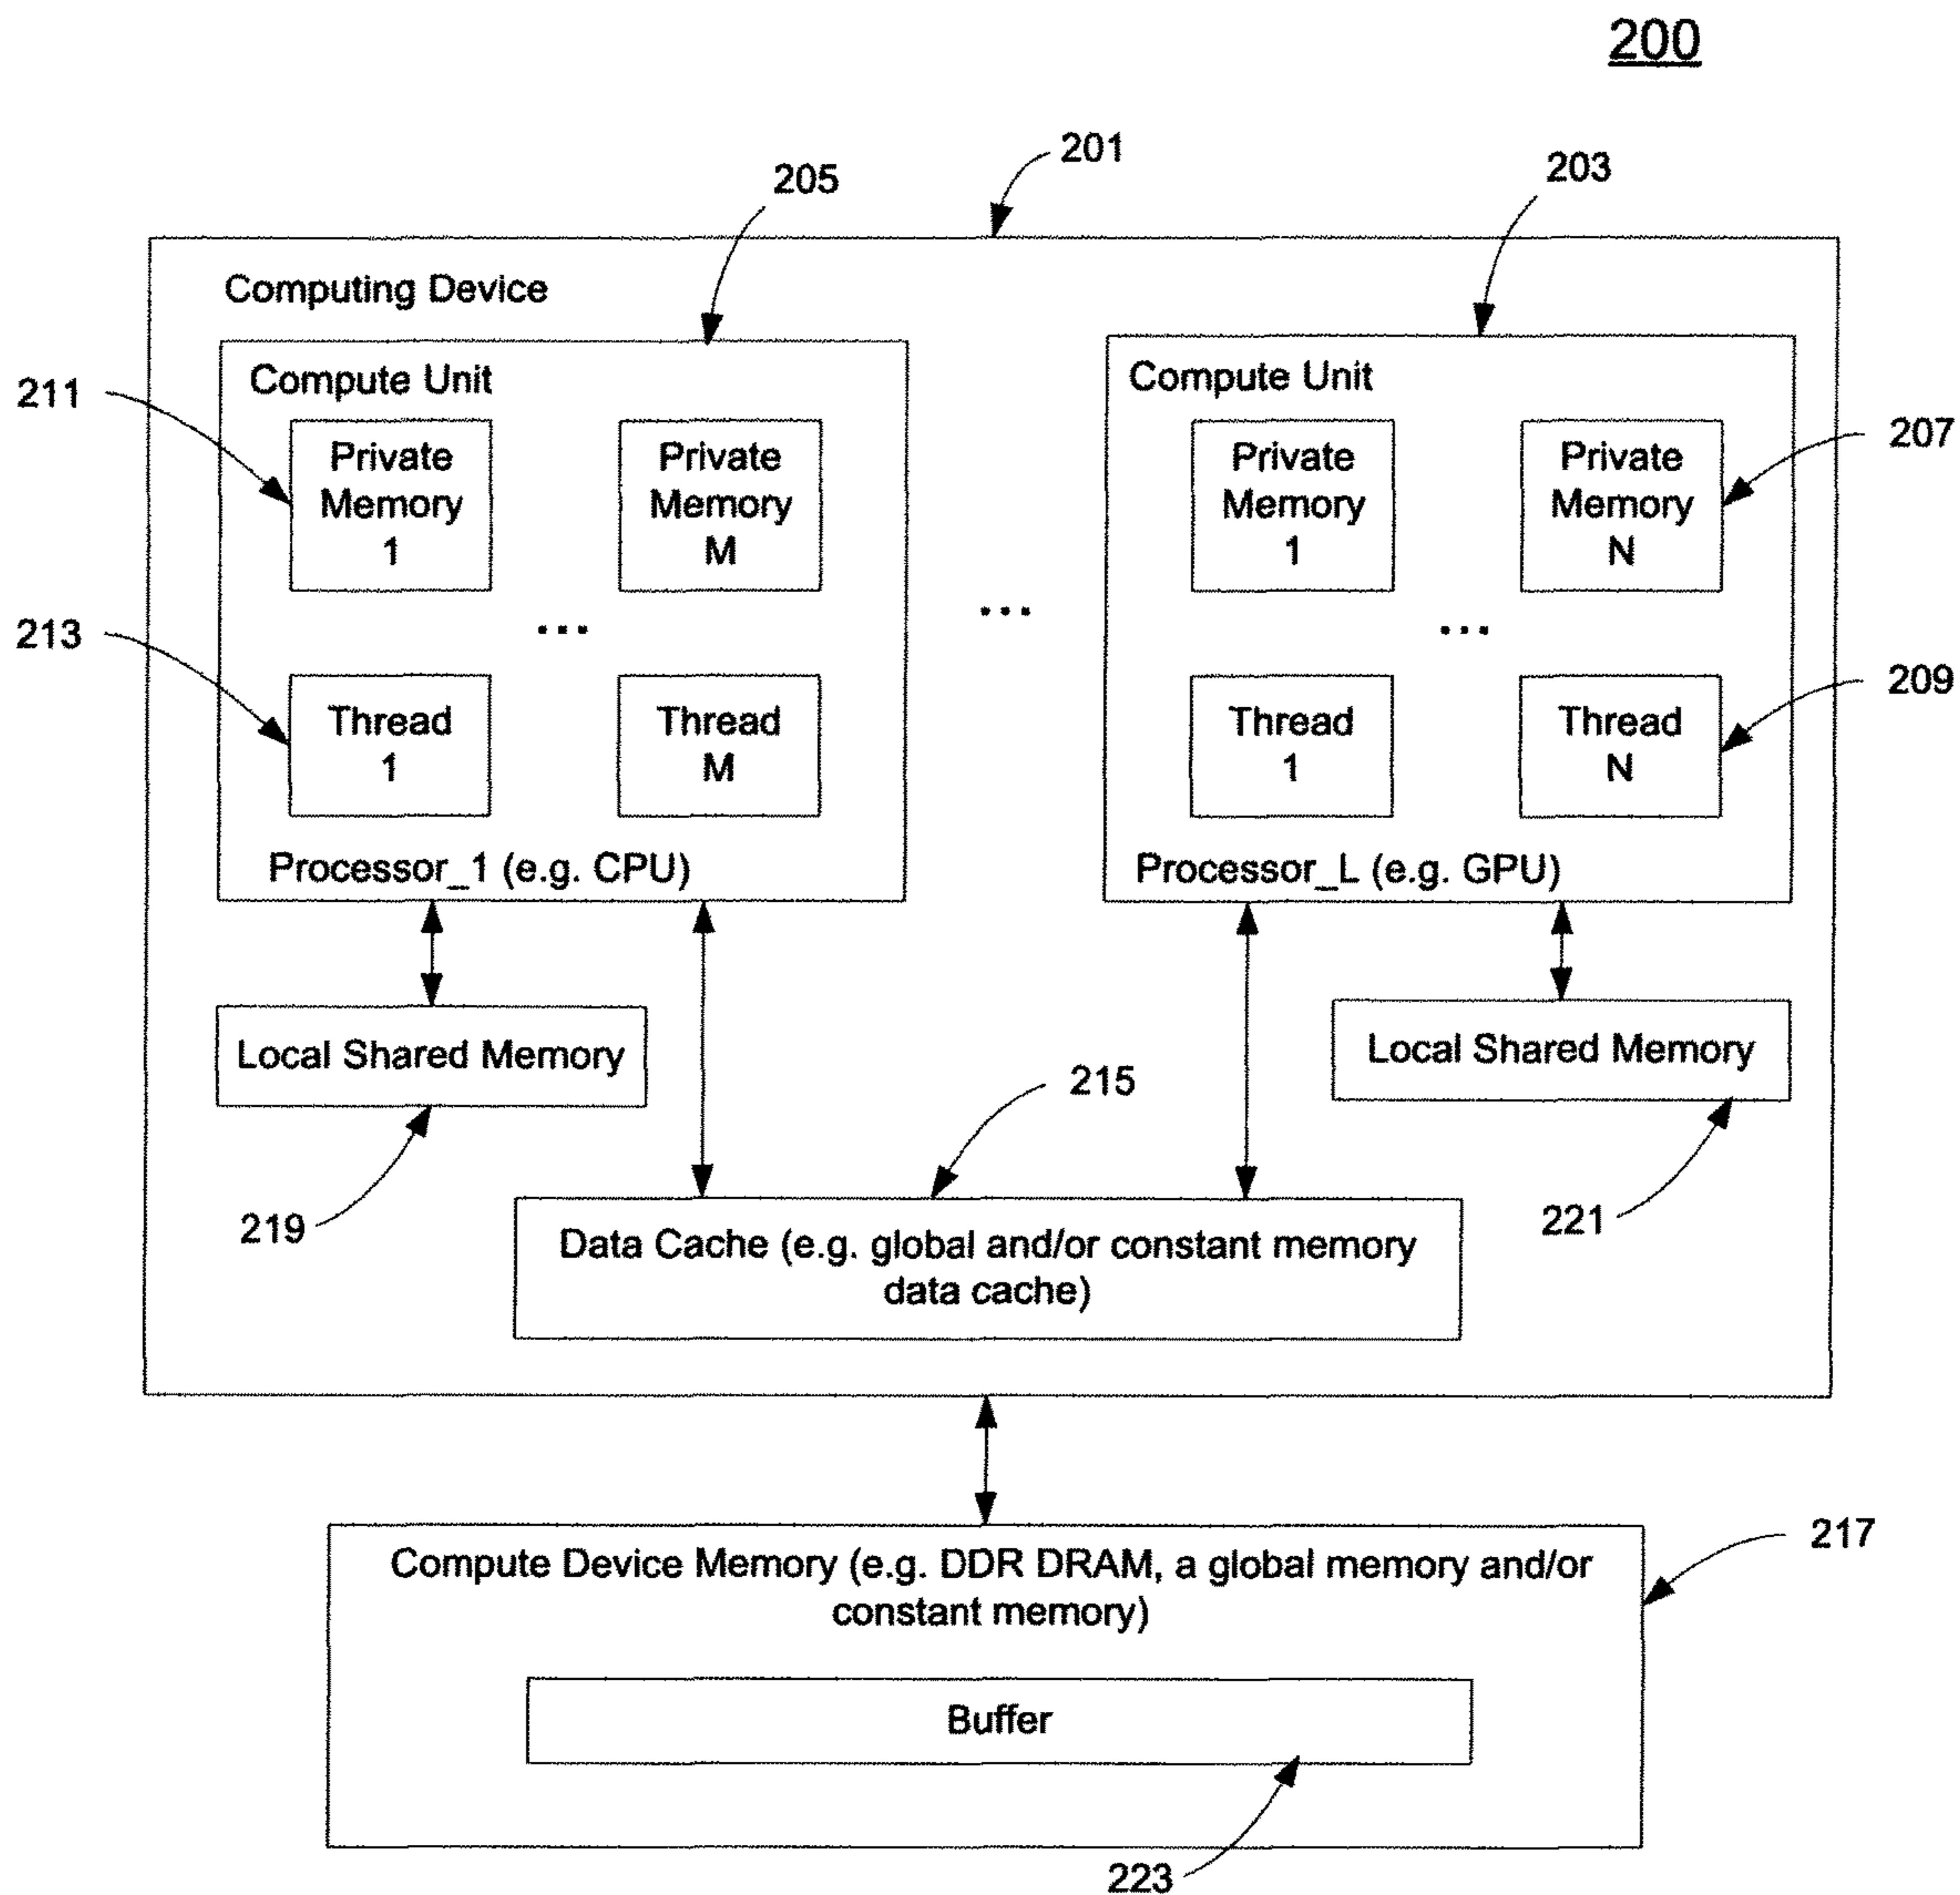 200
201
205
203
Computing Device
Compute Unit
Compute Unit
211
207
Private
Memory
1
Private
Memory
M
Private
Memory
1
Private
Memory
N
...
...
...
213
209
Thread
1
Thread
M
Thread
1
Thread
N
Processor_1 (e.g. CPU)
Processor_L (e.g. GPU)
Local Shared Memory
Local Shared Memory
215
219
221
Data Cache (e.g. global and/or constant memory
data cache)
217
Compute Device Memory (e.g. DDR DRAM, a global memory and/or
constant memory)
Buffer
223